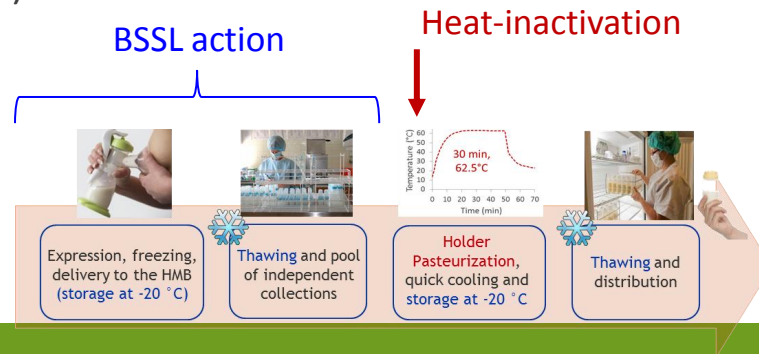 BSSL action
Heat-inactivation
Temperature (°C)
60
50
40
30
20
10
0
30 min,
62.5°C
0 10 20 30 40 50 60 70
Time (min)
Expression, freezing,
delivery to the HMB
(storage at -20 °C)
Thawing and pool
of independent
collections
Holder
Pasteurization,
quick cooling and
storage at -20 °C
Thawing and
distribution